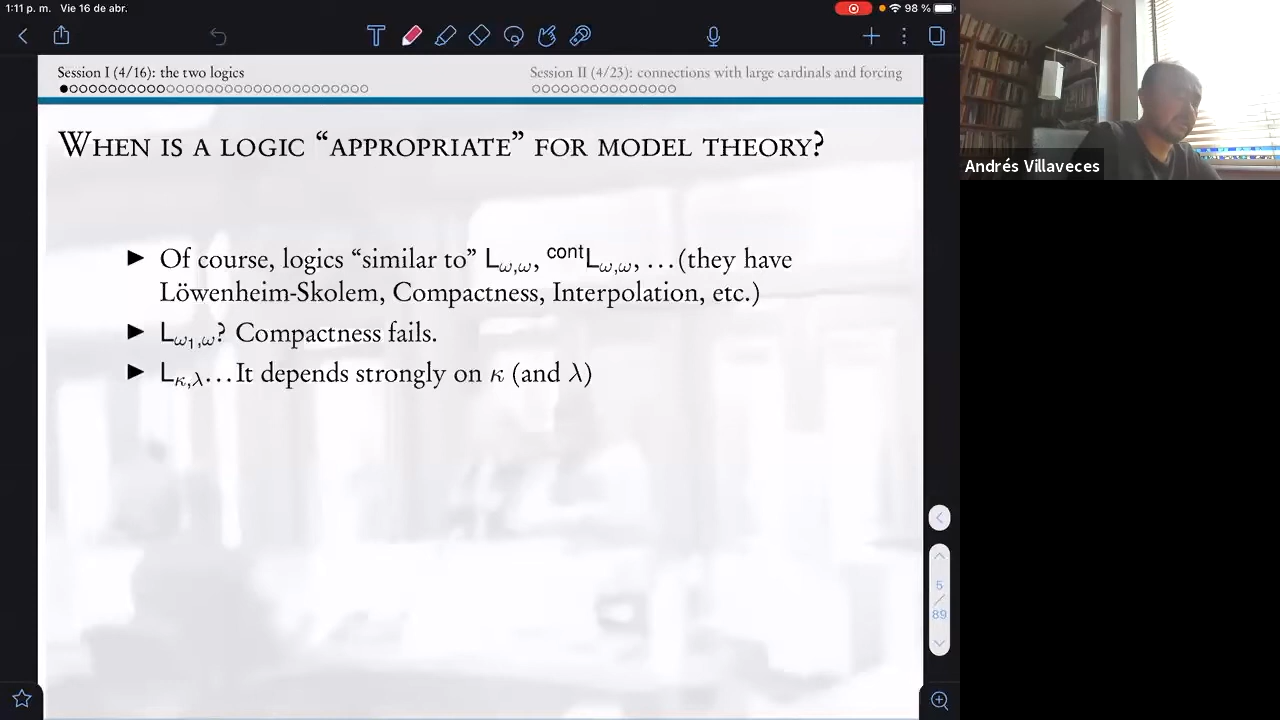 1:11 p. m. Vie 16 de abr.
98 %
Session I (4/16): the two logics
Session II (4/23): connections with large cardinals and forcing
When is a logic “appropriate” for model theory?
▶ Of course, logics “similar to” L_{ω,ω}, ^{cont}L_{ω,ω}, …(they have
Löwenheim-Skolem, Compactness, Interpolation, etc.)
▶ L_{ω₁,ω}? Compactness fails.
▶ L_{κ,λ}…It depends strongly on κ (and λ)
5
/
89
Andrés Villaveces